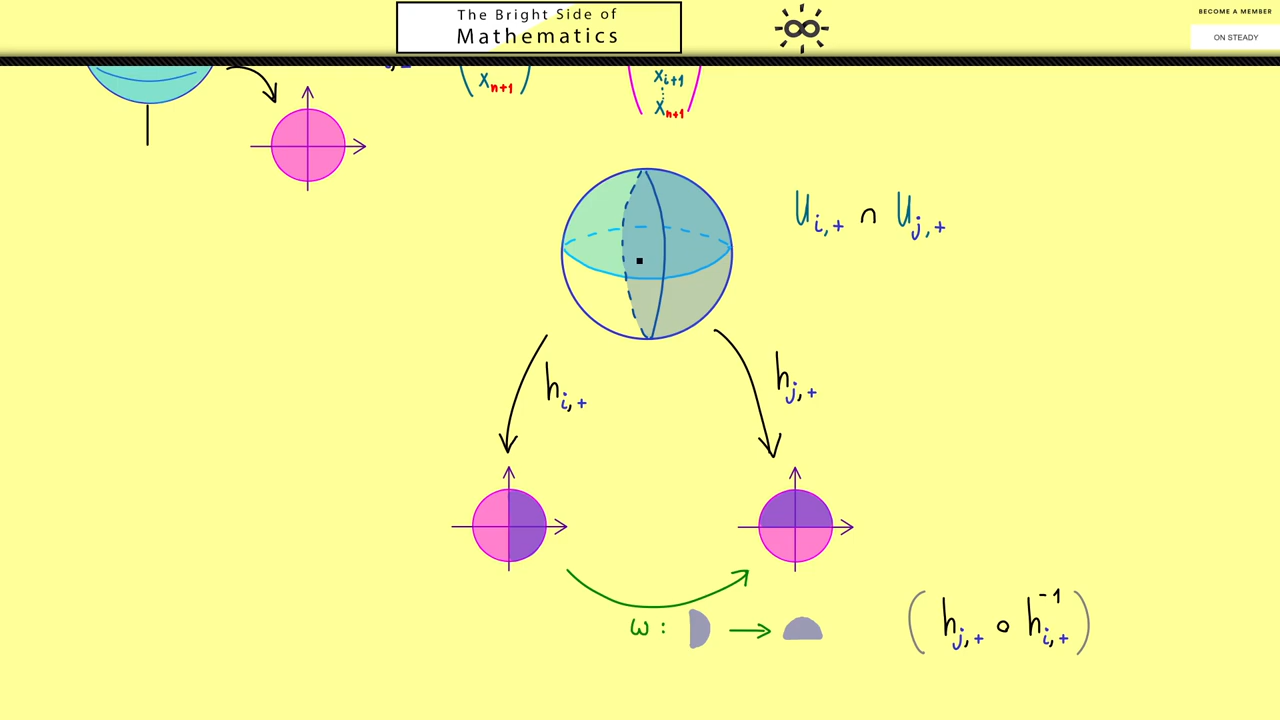 The Bright Side of
Mathematics
BECOME A MEMBER
ON STEADY
x_{n+1}
x_{i+1}
⋮
x_{n+1}
U_{i,+} ∩ U_{j,+}
h_{i,+}
h_{j,+}
ω : →
( h_{j,+} ∘ h_{i,+}^{-1} )